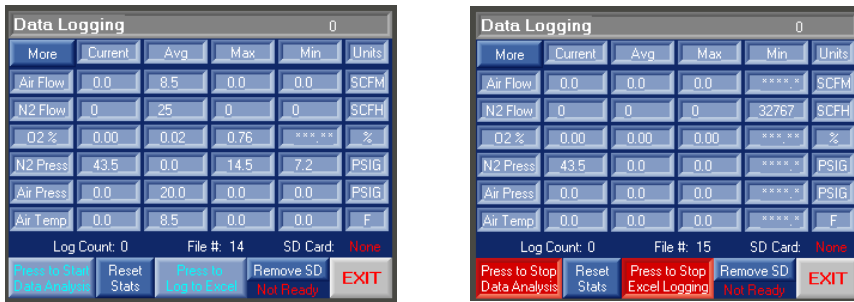 Data Logging 0
More Current Avg Max Min Units
Air Flow 0.0 8.5 0.0 0.0 SCFM
N2 Flow 0 25 0 0 SCFH
O2 % 0.00 0.02 0.76 ***.** %
N2 Press 43.5 0.0 14.5 7.2 PSIG
Air Press 0.0 20.0 0.0 0.0 PSIG
Air Temp 0.0 8.5 0.0 0.0 F
Log Count: 0 File #: 14 SD Card: None
Press to Start Reset Press to Remove SD EXIT
Data Analysis Stats Log to Excel Not Ready
Data Logging 0
More Current Avg Max Min Units
Air Flow 0.0 0.0 0.0 ****.* SCFM
N2 Flow 0 0 0 32767 SCFH
O2 % 0.00 0.00 0.00 ***.** %
N2 Press 43.5 0.0 0.0 ****.* PSIG
Air Press 0.0 0.0 0.0 ****.* PSIG
Air Temp 0.0 0.0 0.0 ****.* F
Log Count: 0 File #: 15 SD Card: None
Press to Stop Reset Press to Stop Remove SD EXIT
Data Analysis Stats Excel Logging Not Ready